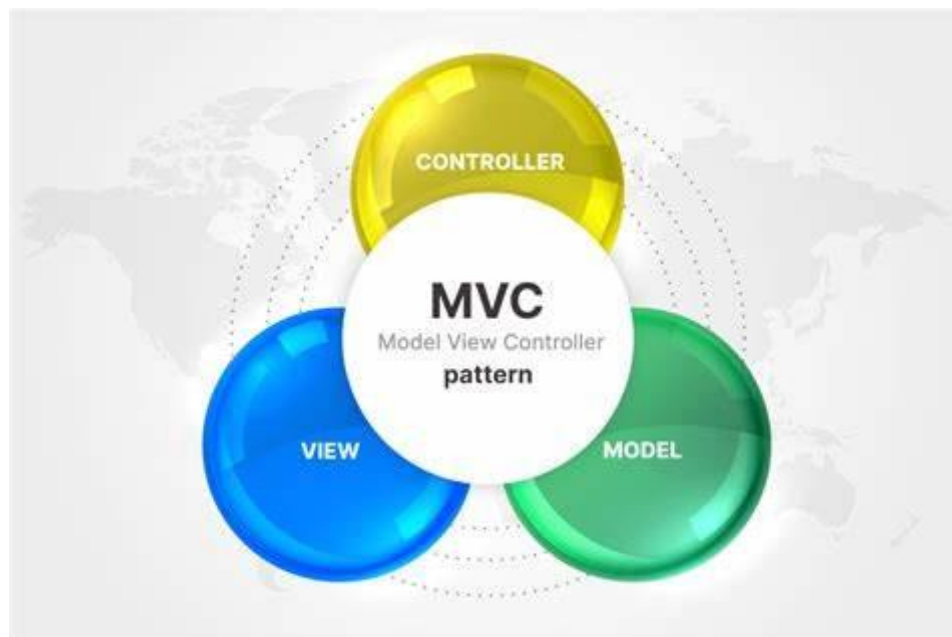 CONTROLLER
MVC
Model View Controller
pattern
VIEW
MODEL